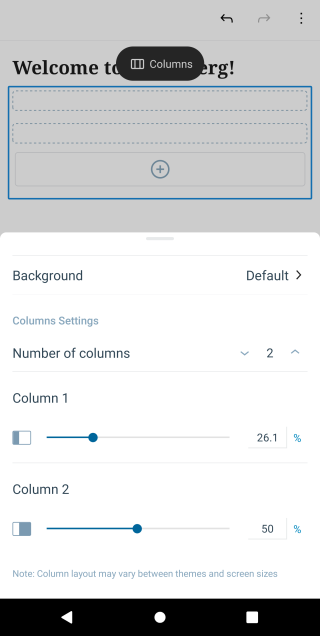 Columns
Welcome to erg!
Background Default
Columns Settings
Number of columns 2
Column 1
26.1 %
Column 2
50 %
Note: Column layout may vary between themes and screen sizes